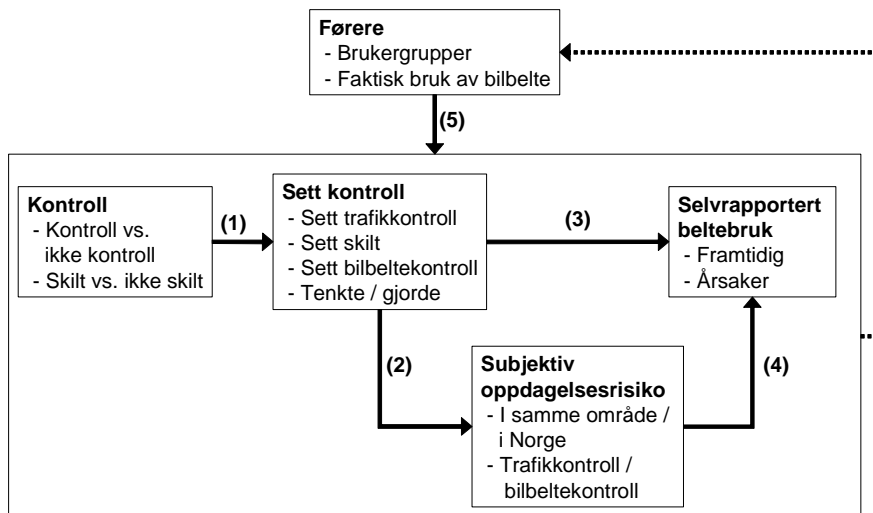 Førere
- Brukergrupper
- Faktisk bruk av bilbelte
(5)
Kontroll
- Kontroll vs.
ikke kontroll
- Skilt vs. ikke skilt
(1)
Sett kontroll
- Sett trafikkontroll
- Sett skilt
- Sett bilbeltekontroll
- Tenkte / gjorde
(3)
Selvrapportert
beltebruk
- Framtidig
- Årsaker
(2)
Subjektiv
oppdagelsesrisiko
- I samme område /
i Norge
- Trafikkontroll /
bilbeltekontroll
(4)